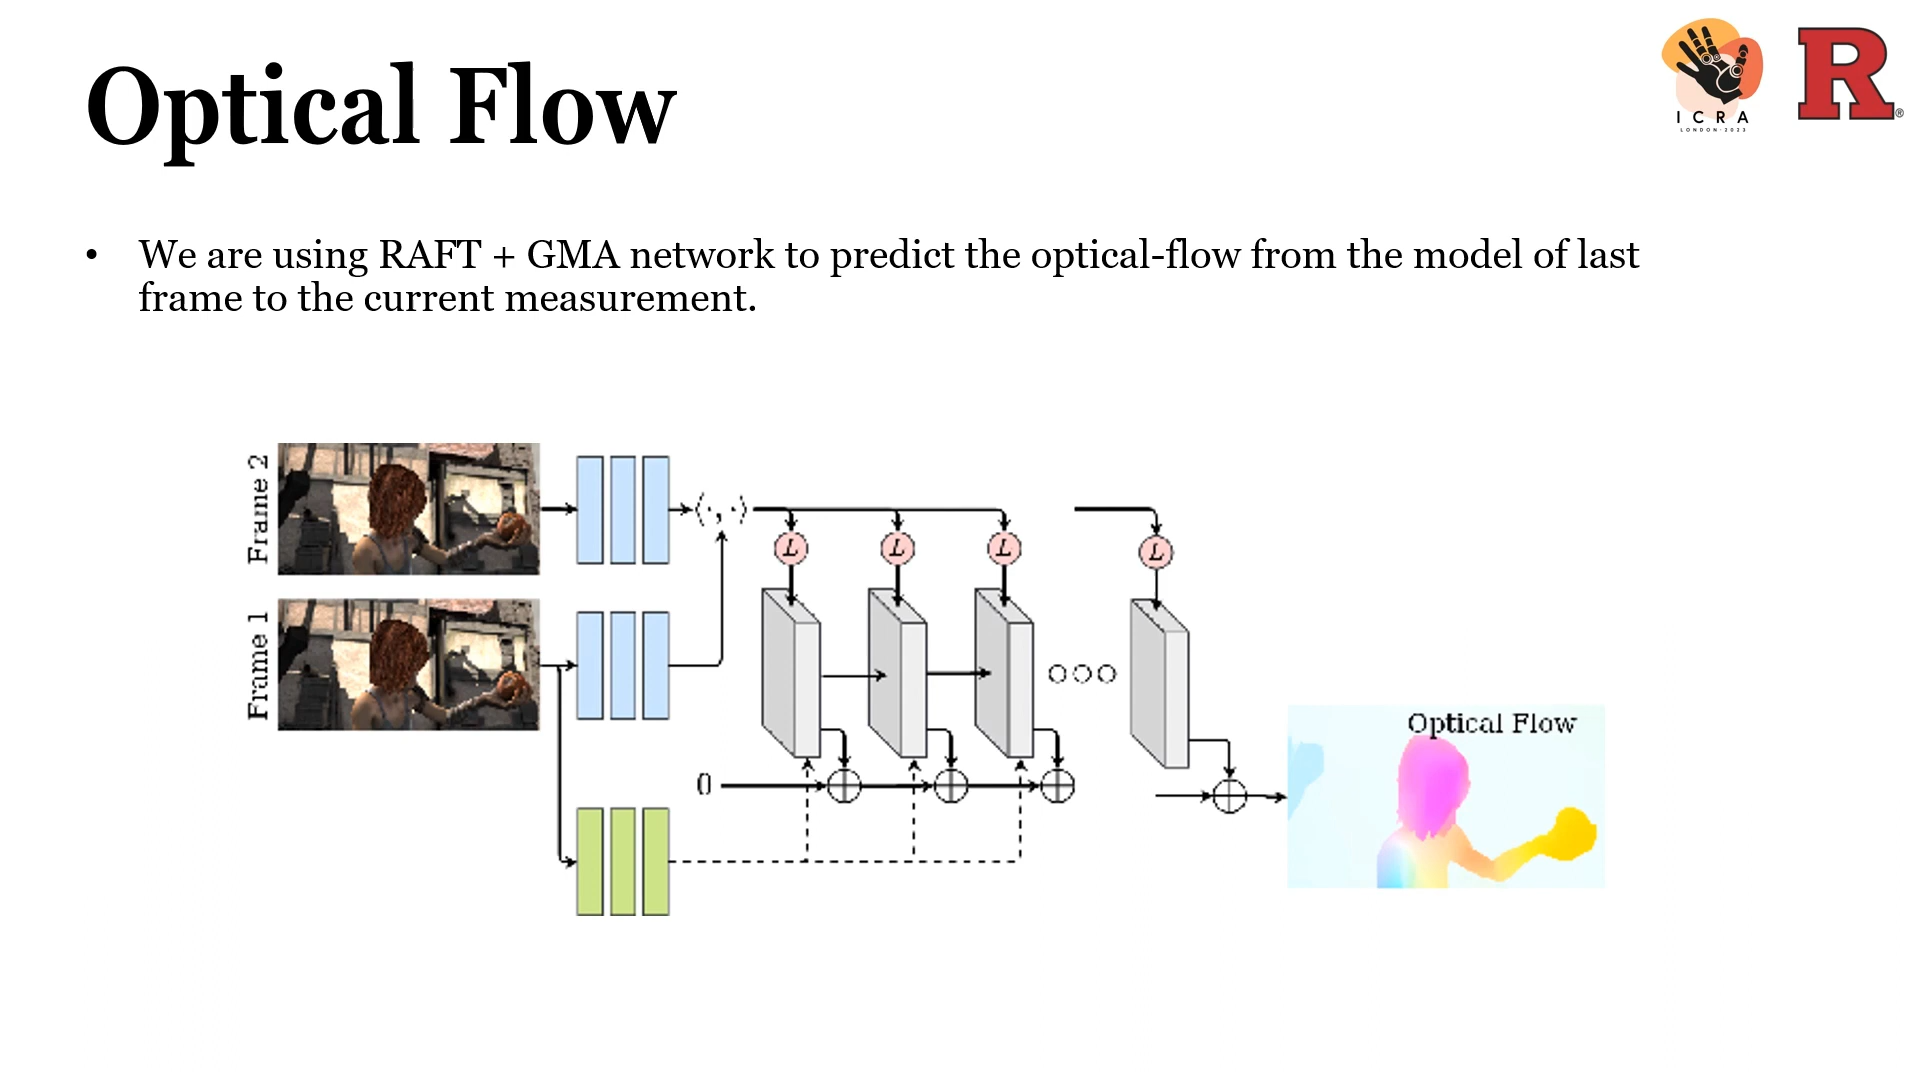 Optical Flow
ICRA
LONDON·2023
R
®
• We are using RAFT + GMA network to predict the optical-flow from the model of last
frame to the current measurement.
Frame 2
⟨·,·⟩
L
L
L
L
Frame 1
Optical Flow
0